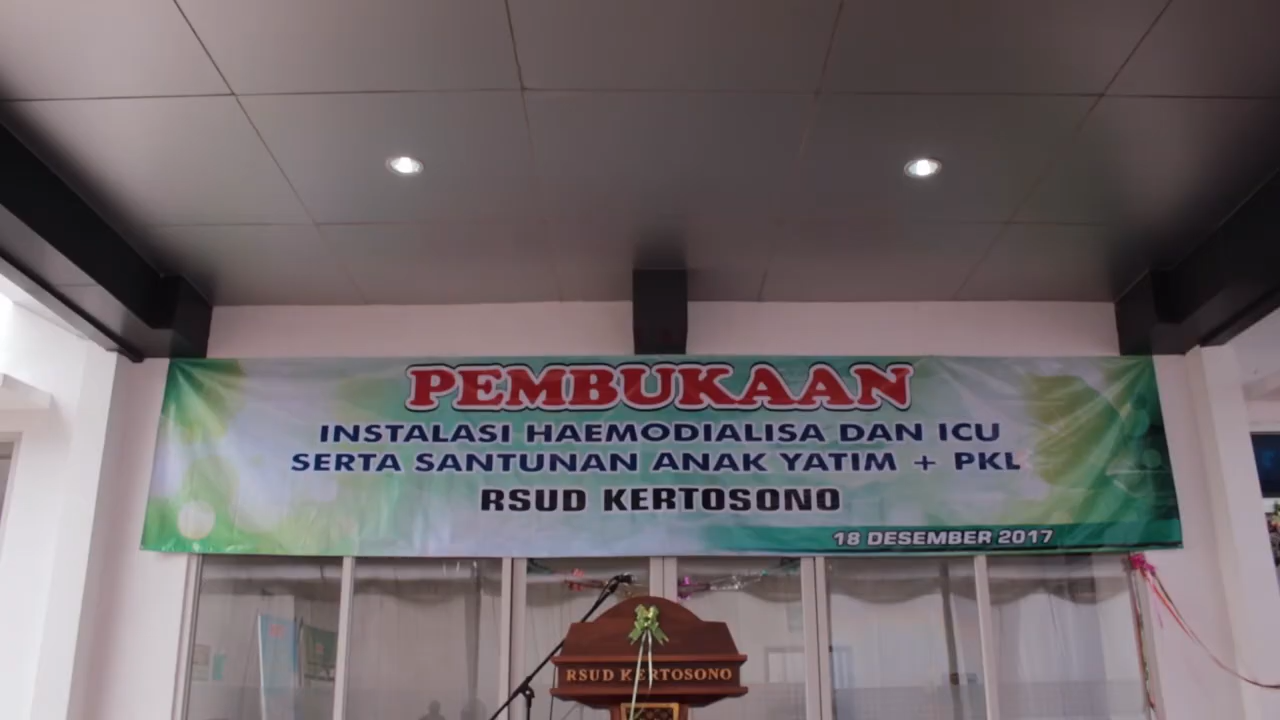 PEMBUKAAN
INSTALASI HAEMODIALISA DAN ICU
SERTA SANTUNAN ANAK YATIM + PKL
RSUD KERTOSONO
18 DESEMBER 2017
RSUD KERTOSONO